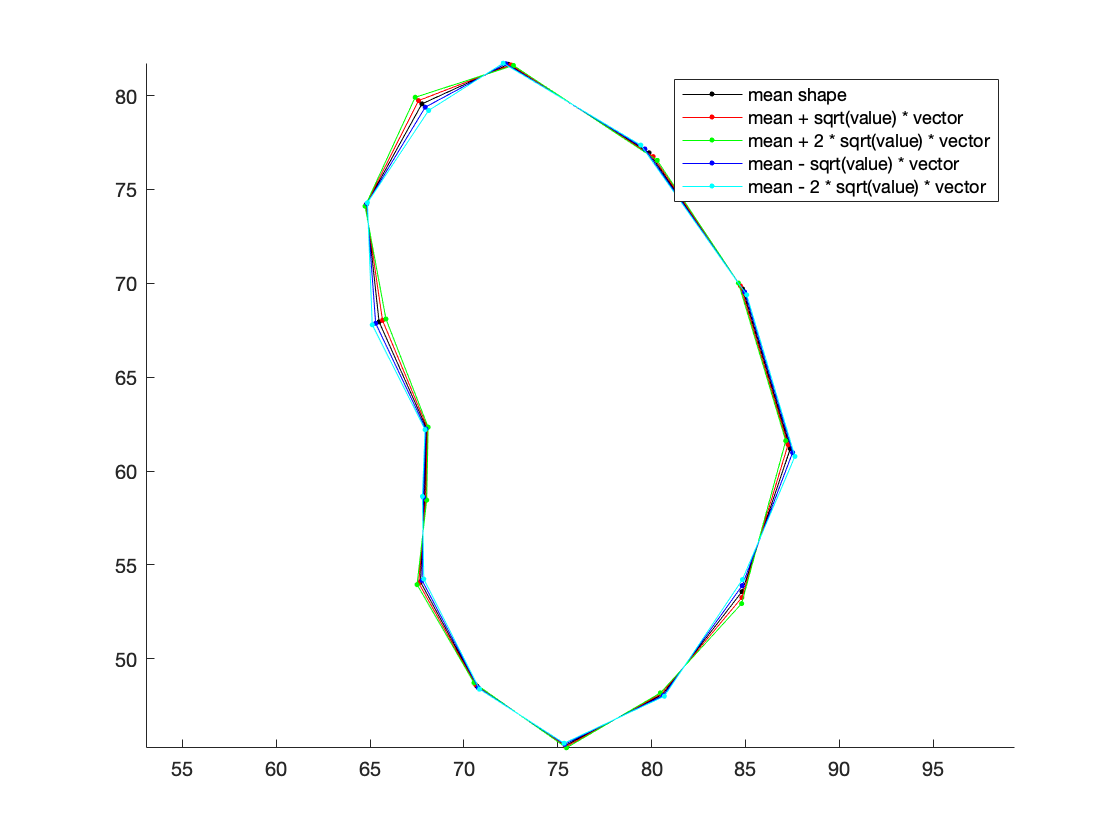 80
75
70
65
60
55
50
55 60 65 70 75 80 85 90 95
mean shape
mean + sqrt(value) * vector
mean + 2 * sqrt(value) * vector
mean - sqrt(value) * vector
mean - 2 * sqrt(value) * vector